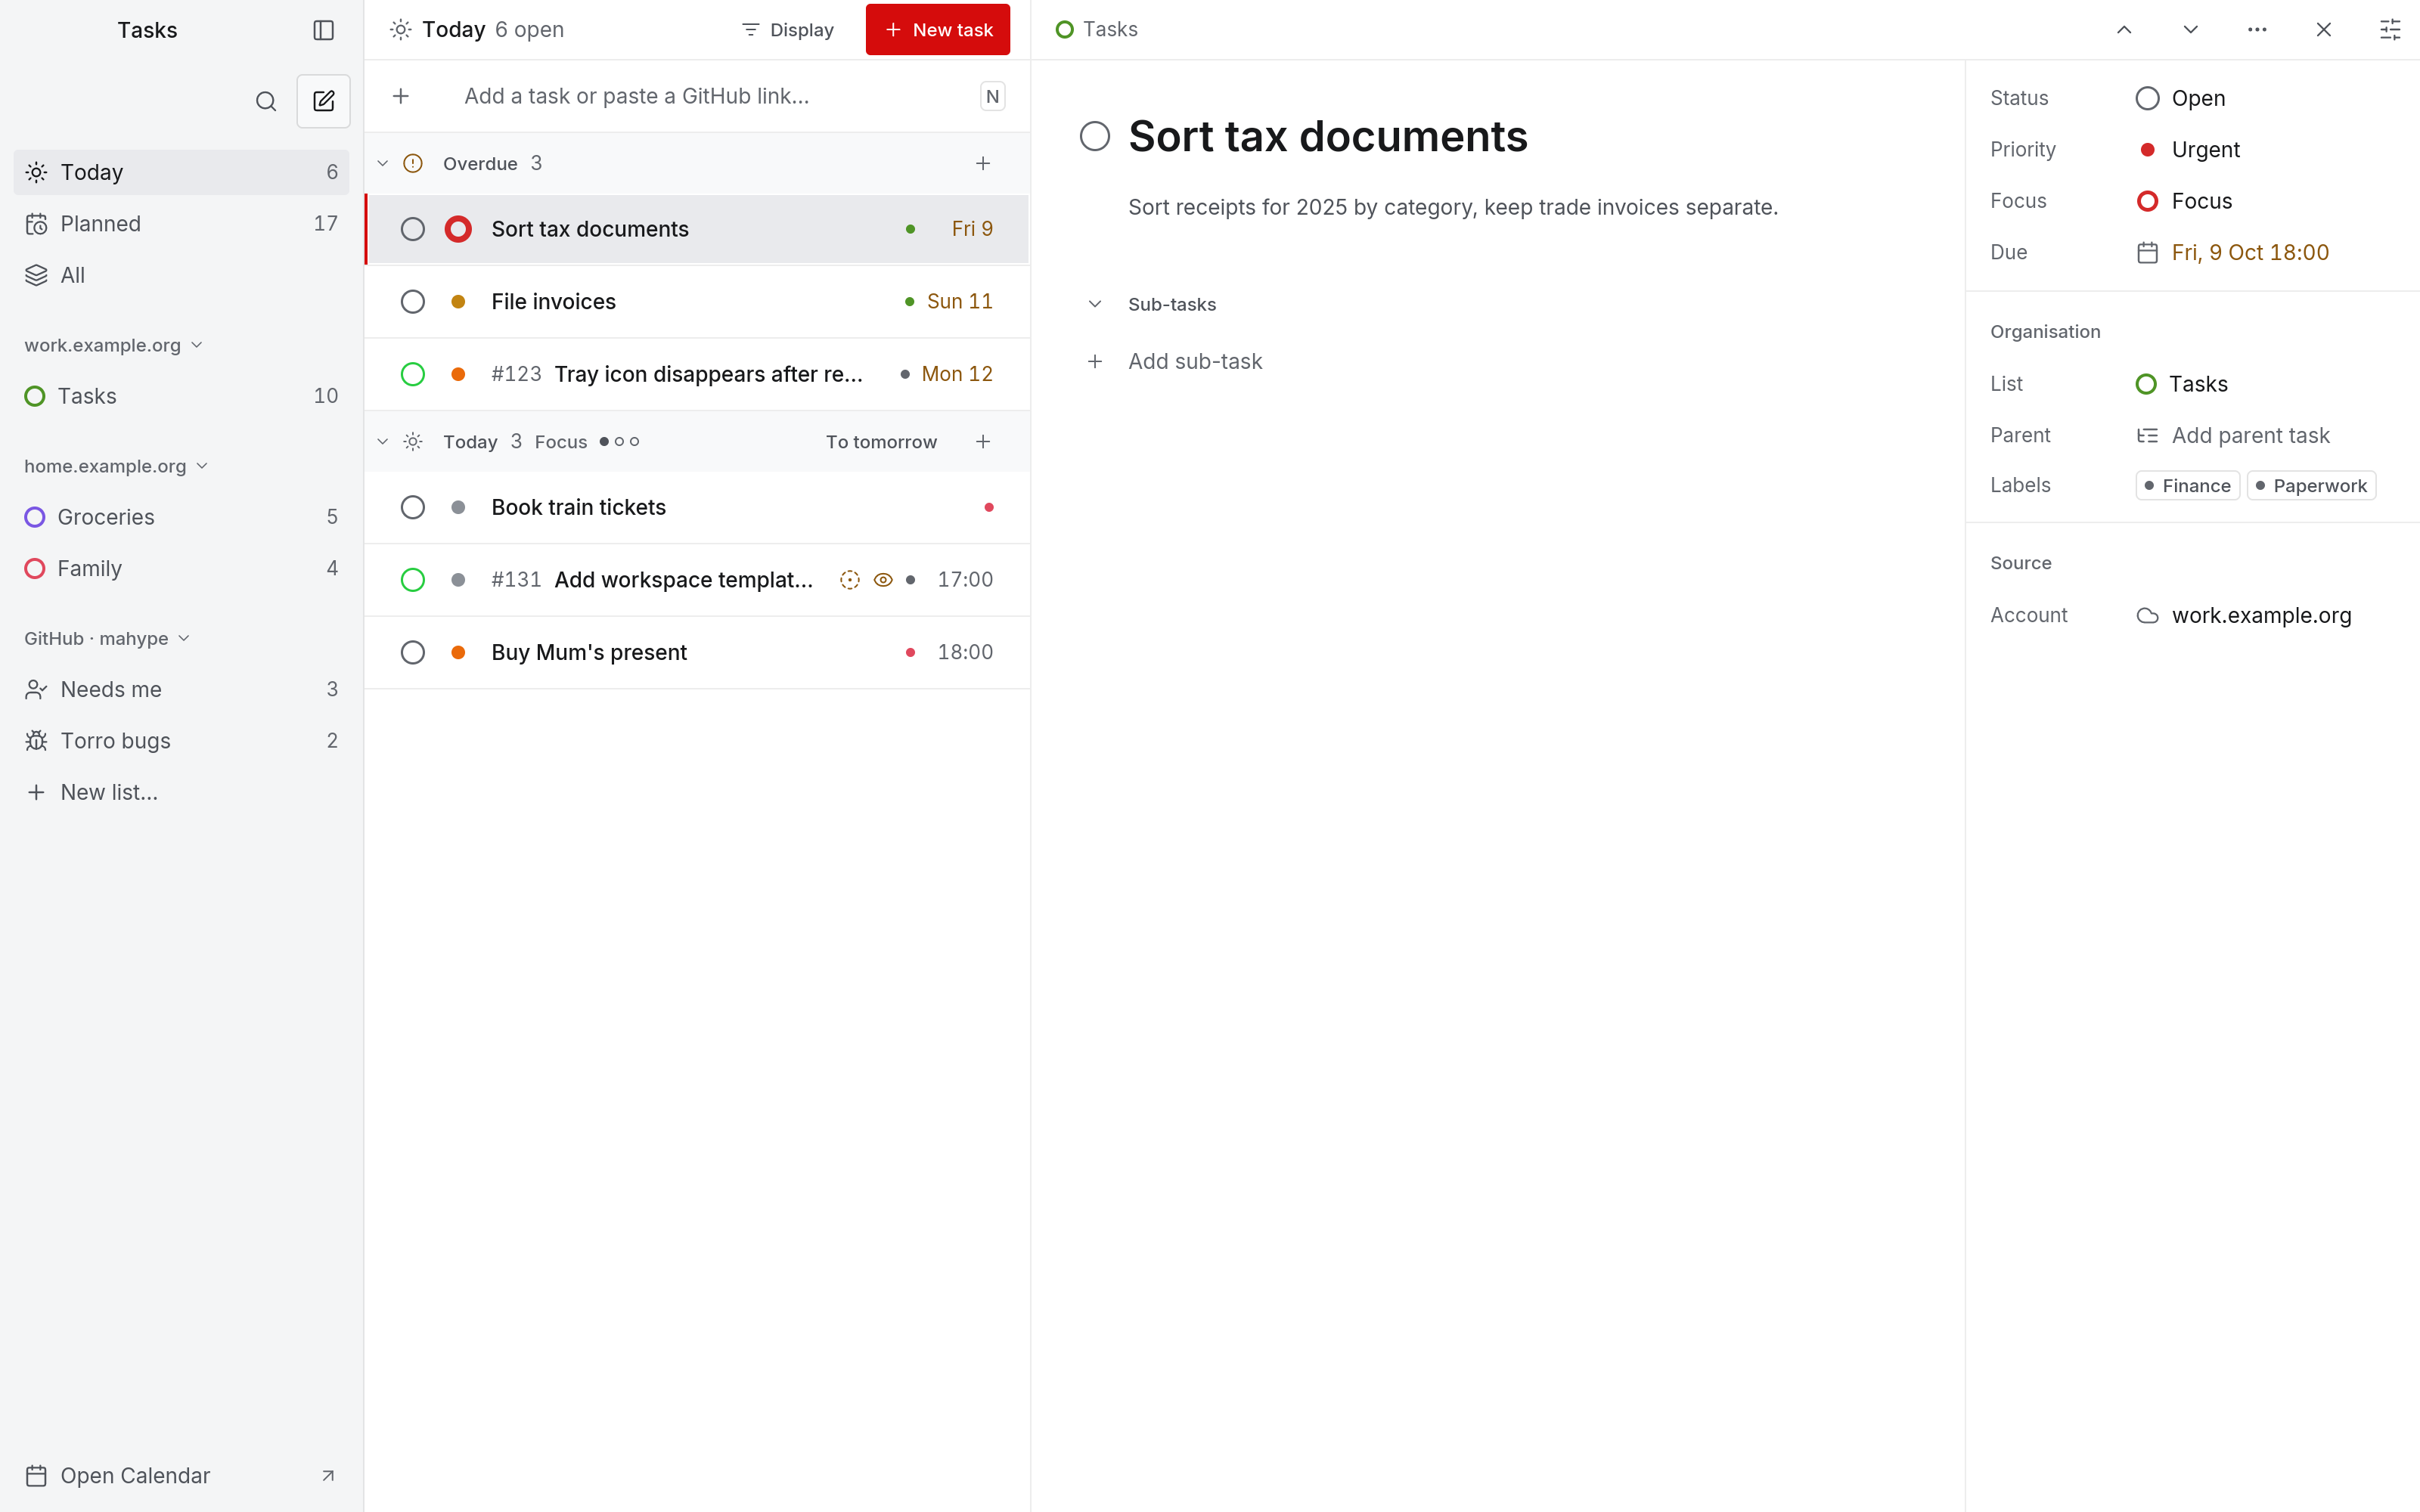 Tasks
Today 6
Planned 17
All
work.example.org
Tasks 10
home.example.org
Groceries 5
Family 4
GitHub · mahype
Needs me 3
Torro bugs 2
New list...
Open Calendar
Today 6 open Display New task
Add a task or paste a GitHub link... N
Overdue 3
Sort tax documents Fri 9
File invoices Sun 11
#123 Tray icon disappears after re... Mon 12
Today 3 Focus To tomorrow
Book train tickets
#131 Add workspace templat... 17:00
Buy Mum's present 18:00
Tasks
Sort tax documents
Sort receipts for 2025 by category, keep trade invoices separate.
Sub-tasks
Add sub-task
Status Open
Priority Urgent
Focus Focus
Due Fri, 9 Oct 18:00
Organisation
List Tasks
Parent Add parent task
Labels Finance Paperwork
Source
Account work.example.org